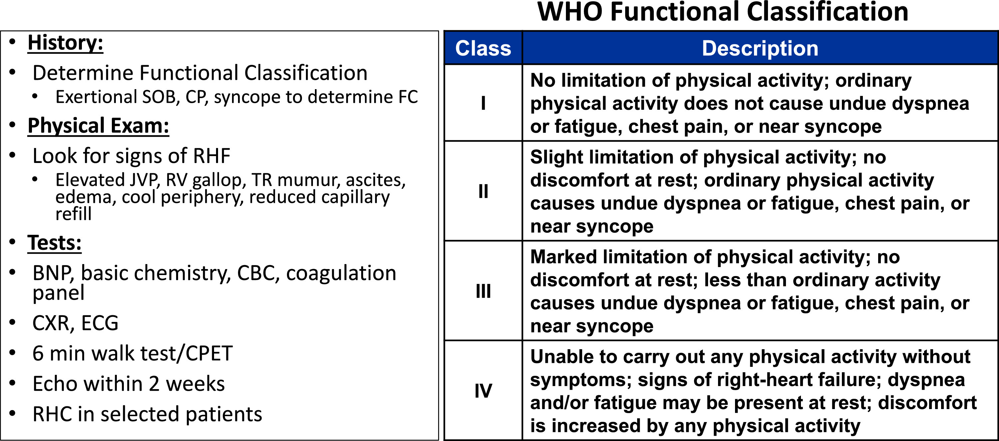 WHO Functional Classification
• History:
• Determine Functional Classification
• Exertional SOB, CP, syncope to determine FC
• Physical Exam:
• Look for signs of RHF
• Elevated JVP, RV gallop, TR mumur, ascites,
edema, cool periphery, reduced capillary
refill
• Tests:
• BNP, basic chemistry, CBC, coagulation
panel
• CXR, ECG
• 6 min walk test/CPET
• Echo within 2 weeks
• RHC in selected patients
Class Description
I
No limitation of physical activity; ordinary
physical activity does not cause undue dyspnea
or fatigue, chest pain, or near syncope
II
Slight limitation of physical activity; no
discomfort at rest; ordinary physical activity
causes undue dyspnea or fatigue, chest pain, or
near syncope
III
Marked limitation of physical activity; no
discomfort at rest; less than ordinary activity
causes undue dyspnea or fatigue, chest pain, or
near syncope
IV
Unable to carry out any physical activity without
symptoms; signs of right-heart failure; dyspnea
and/or fatigue may be present at rest; discomfort
is increased by any physical activity